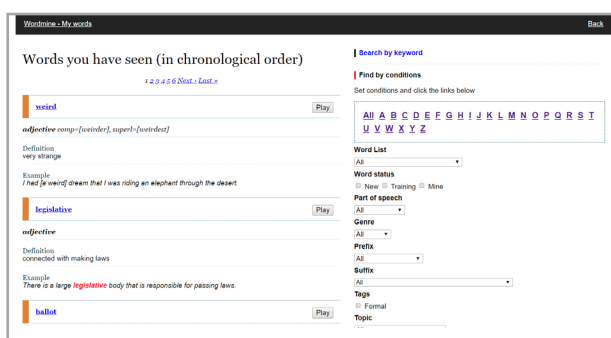 Wordmine - My words
Back
Words you have seen (in chronological order)
1 2 3 4 5 6 Next › Last »
weird
Play
adjective comp=[weirder], superl=[weirdest]
Definition
very strange
Example
I had [a weird] dream that I was riding an elephant through the desert.
legislative
Play
adjective
Definition
connected with making laws
Example
There is a large legislative body that is responsible for passing laws.
ballot
Play
Search by keyword
Find by conditions
Set conditions and click the links below
All A B C D E F G H I J K L M N O P Q R S T
U V W X Y Z
Word List
All
Word status
New Training Mine
Part of speech
All
Genre
All
Prefix
All
Suffix
All
Tags
Formal
Topic